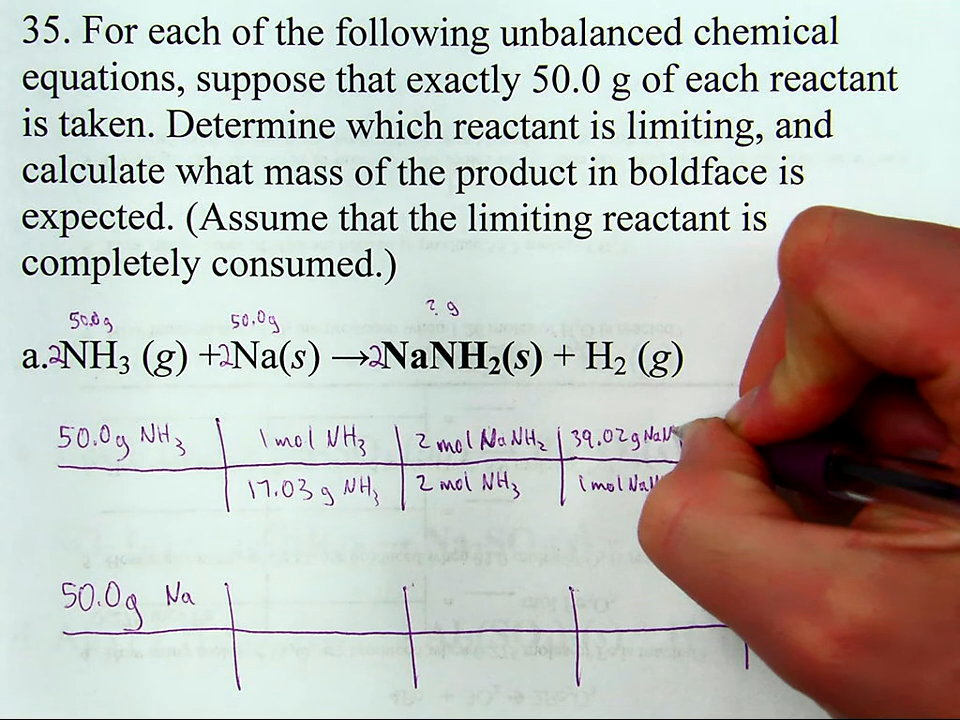 35. For each of the following unbalanced chemical
equations, suppose that exactly 50.0 g of each reactant
is taken. Determine which reactant is limiting, and
calculate what mass of the product in boldface is
expected. (Assume that the limiting reactant is
completely consumed.)
50.0g 50.0g ? g
a. 2NH₃ (g) + 2Na(s) → 2NaNH₂(s) + H₂ (g)
50.0g NH₃ | 1 mol NH₃ | 2 mol NaNH₂ | 39.02g
17.03 g NH₃ | 2 mol NH₃ | 1 mol
50.0g Na